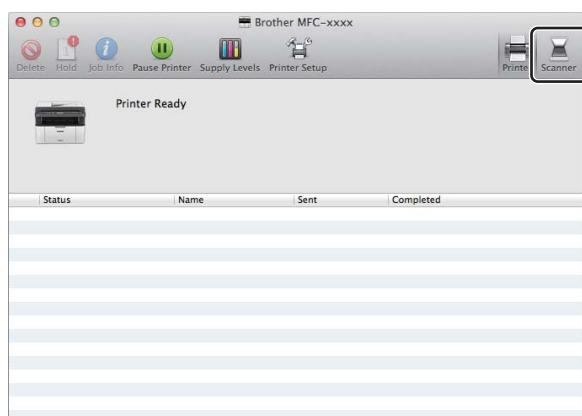 Brother MFC-xxxx
Delete Hold Job Info Pause Printer Supply Levels Printer Setup Printe Scanner
Printer Ready
Status Name Sent Completed